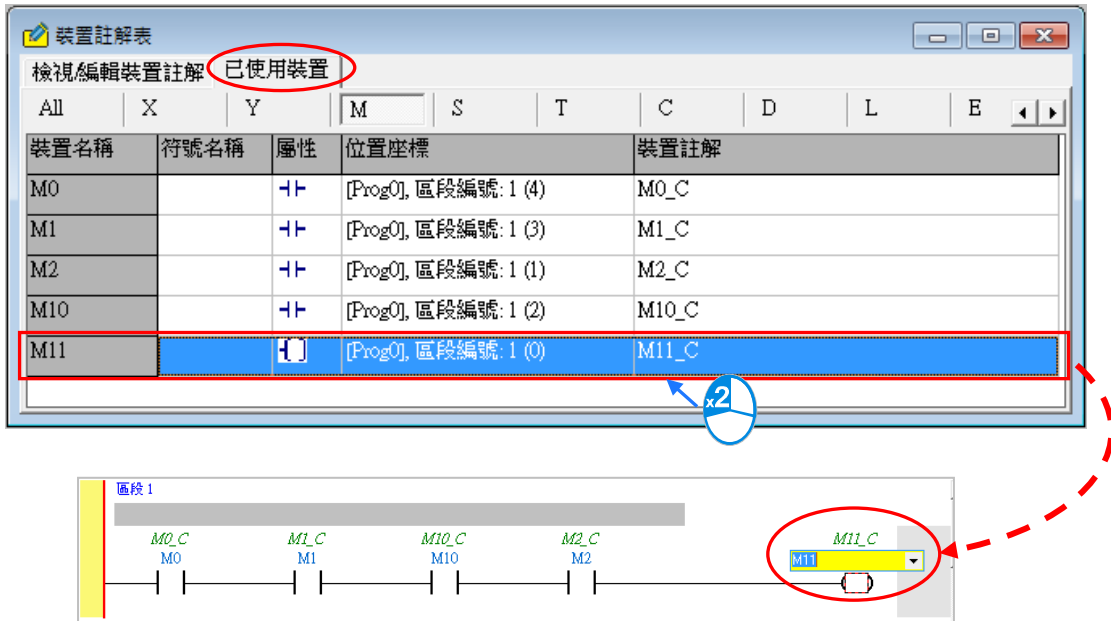 裝置註解表
檢視/編輯裝置註解 已使用裝置
All X Y M S T C D L E
裝置名稱 符號名稱 屬性 位置座標 裝置註解
M0 [Prog0], 區段編號: 1 (4) M0_C
M1 [Prog0], 區段編號: 1 (3) M1_C
M2 [Prog0], 區段編號: 1 (1) M2_C
M10 [Prog0], 區段編號: 1 (2) M10_C
M11 [Prog0], 區段編號: 1 (0) M11_C
x2
區段 1
M0_C M1_C M10_C M2_C M11_C
M0 M1 M10 M2 M11